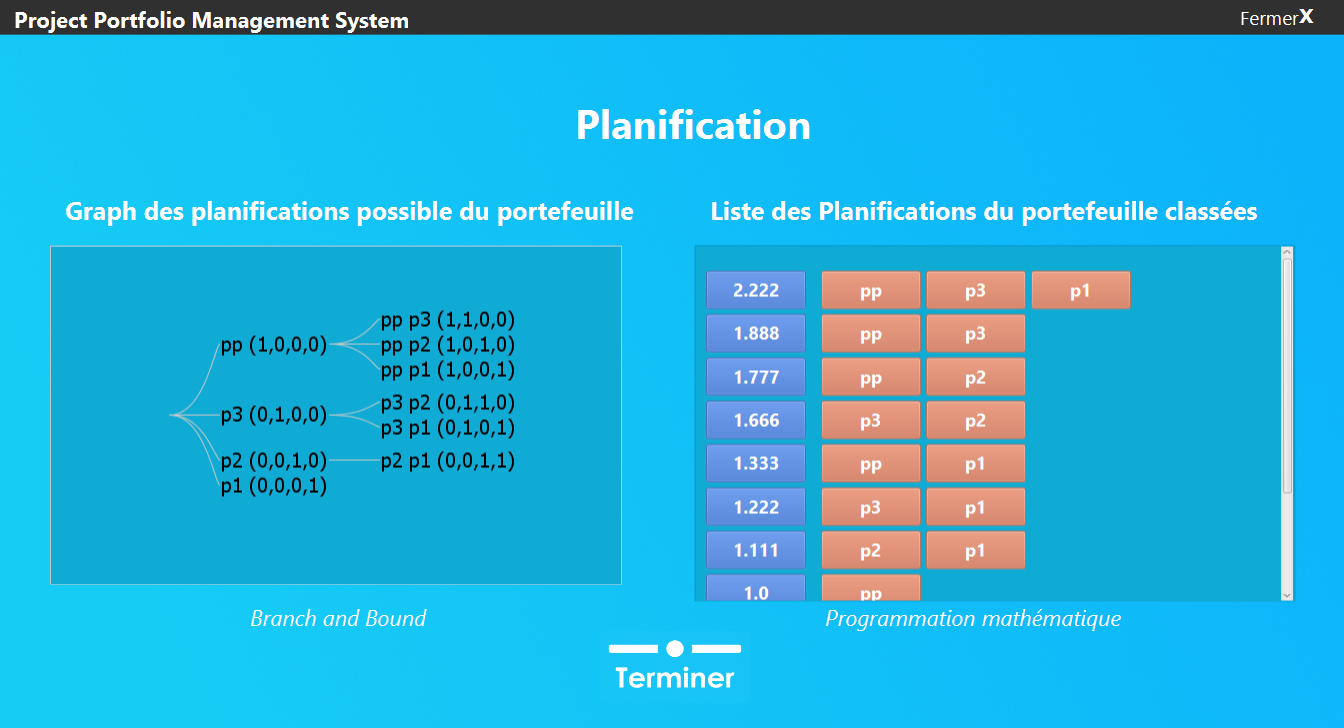 Project Portfolio Management System
FermerX
Planification
Graph des planifications possible du portefeuille
pp (1,0,0,0)
pp p3 (1,1,0,0)
pp p2 (1,0,1,0)
pp p1 (1,0,0,1)
p3 (0,1,0,0)
p3 p2 (0,1,1,0)
p3 p1 (0,1,0,1)
p2 (0,0,1,0)
p2 p1 (0,0,1,1)
p1 (0,0,0,1)
Branch and Bound
Liste des Planifications du portefeuille classées
2.222 pp p3 p1
1.888 pp p3
1.777 pp p2
1.666 p3 p2
1.333 pp p1
1.222 p3 p1
1.111 p2 p1
1.0 pp
Programmation mathématique
Terminer